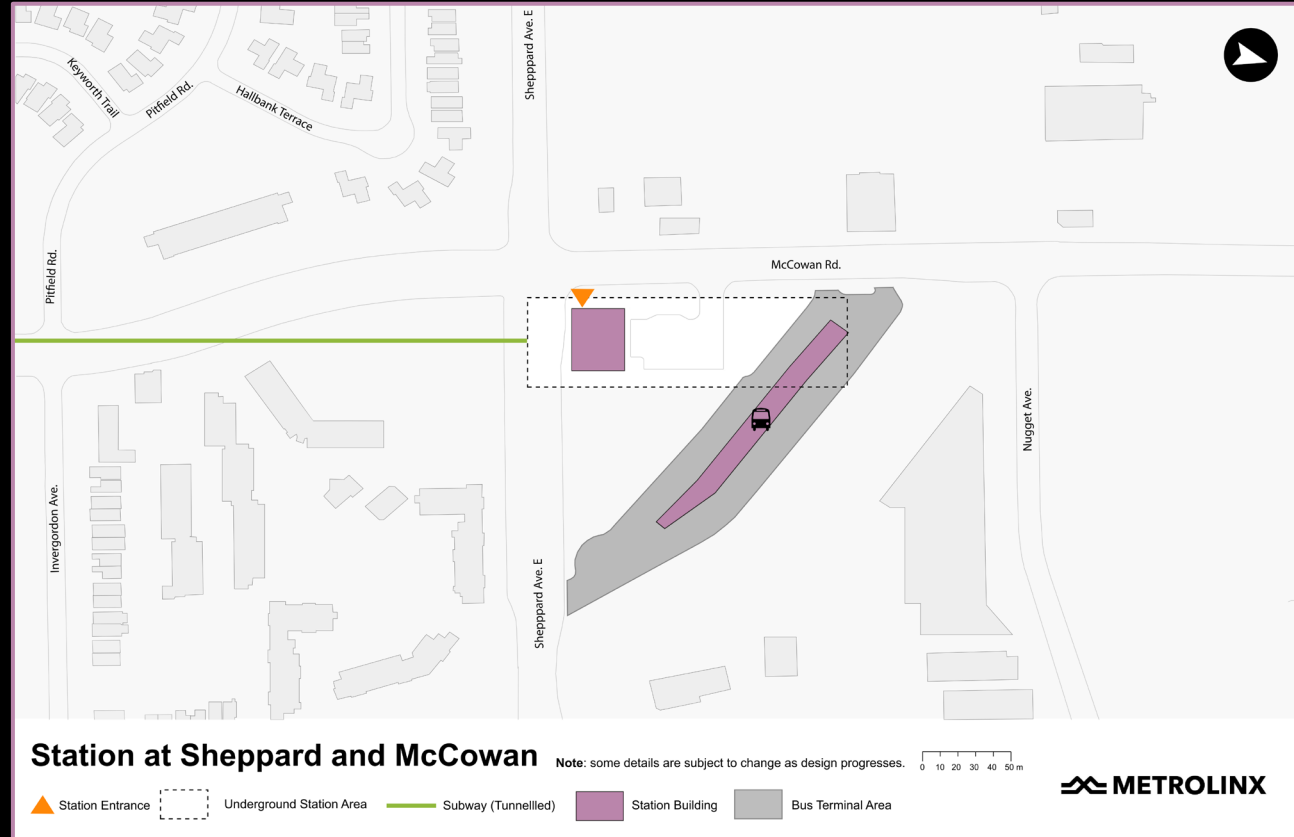 Shepppard Ave. E
Keyworth Trail
Pitfield Rd.
Hallbank Terrace
McCowan Rd.
Pitfield Rd.
Nugget Ave.
Invergordon Ave.
Shepppard Ave. E
Station at Sheppard and McCowan
Note: some details are subject to change as design progresses.
0 10 20 30 40 50 m
METROLINX
Station Entrance
Underground Station Area
Subway (Tunnellled)
Station Building
Bus Terminal Area